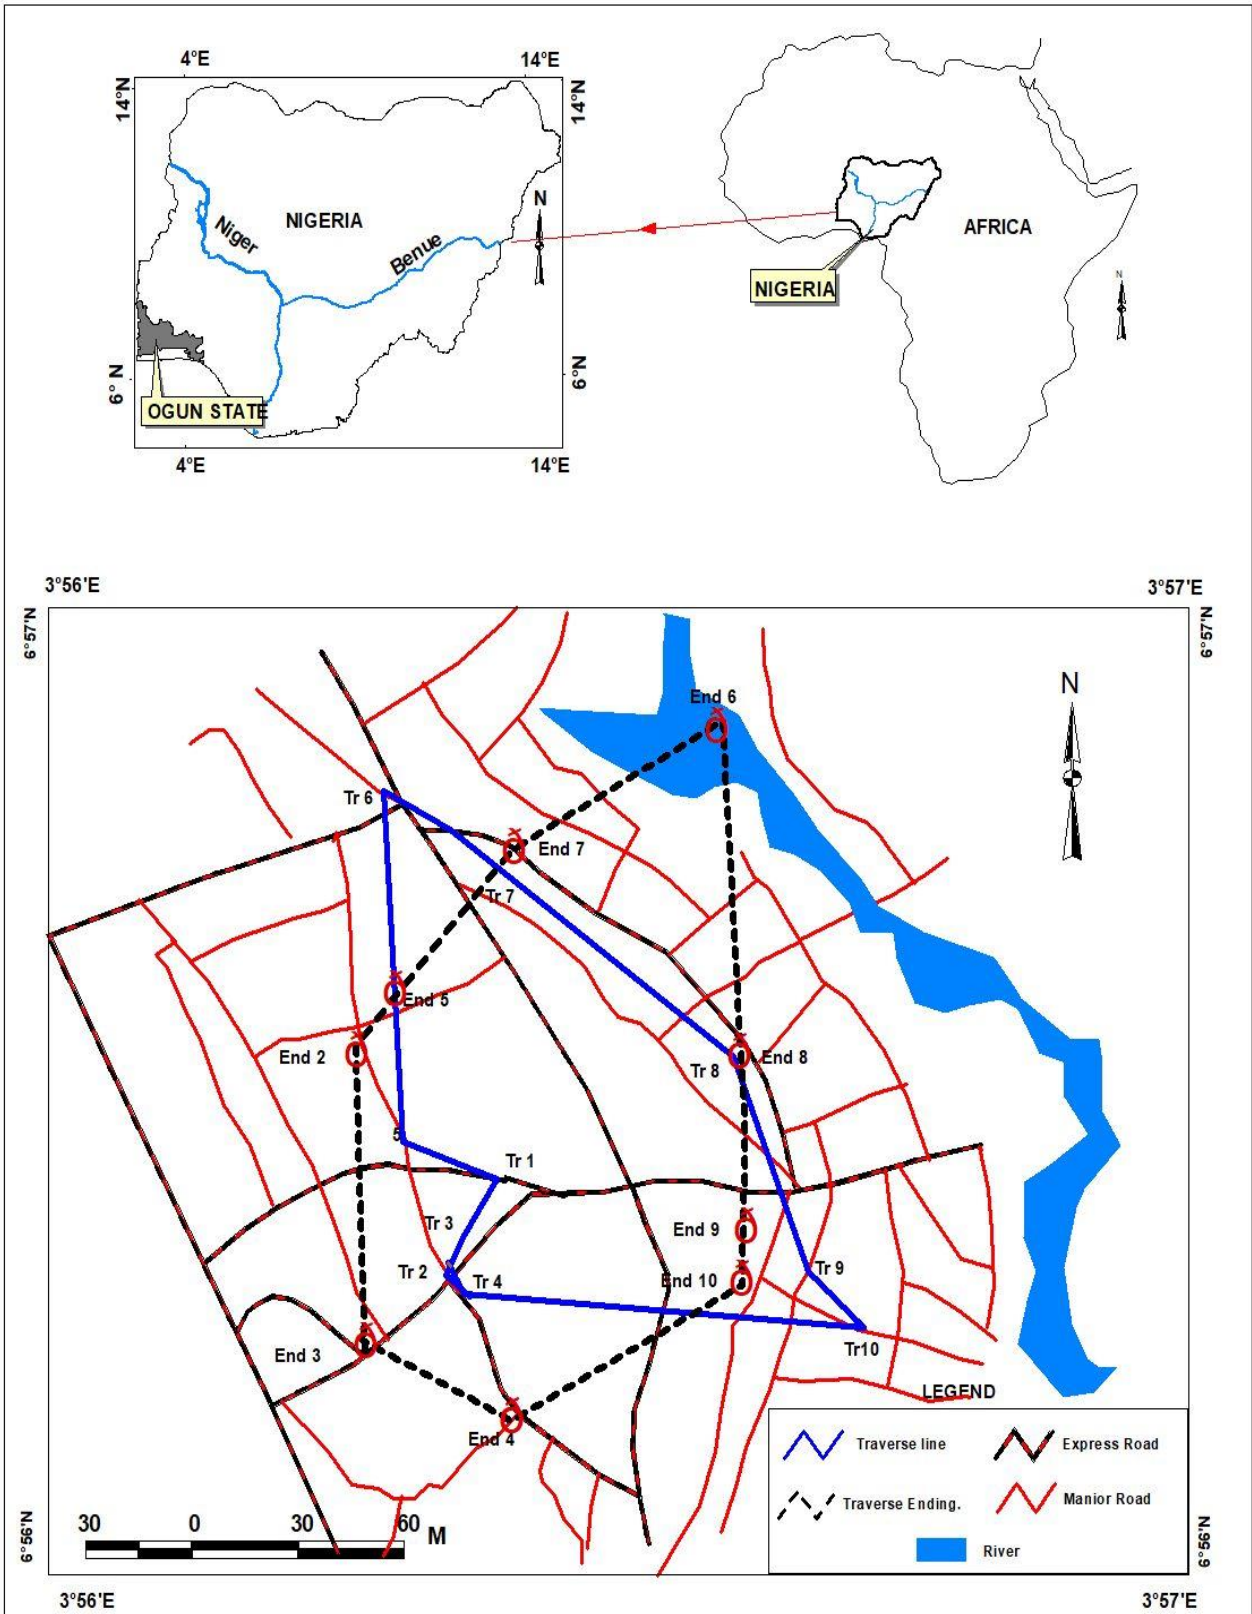 4°E
14°E
14°N
14°N
N
NIGERIA
Niger
Benue
AFRICA
NIGERIA
N
6° N
6°N
OGUN STATE
4°E
14°E
3°56'E
3°57'E
6°57'N
6°57'N
N
End 6
Tr 6
End 7
Tr 7
End 5
End 2
End 8
Tr 8
5
Tr 1
Tr 3
End 9
Tr 2
Tr 4
End 10
Tr 9
End 3
Tr10
LEGEND
End 4
Traverse line
Express Road
Traverse Ending.
Manior Road
River
30 0 30 60 M
6°56'N
6°56'N
3°56'E
3°57'E